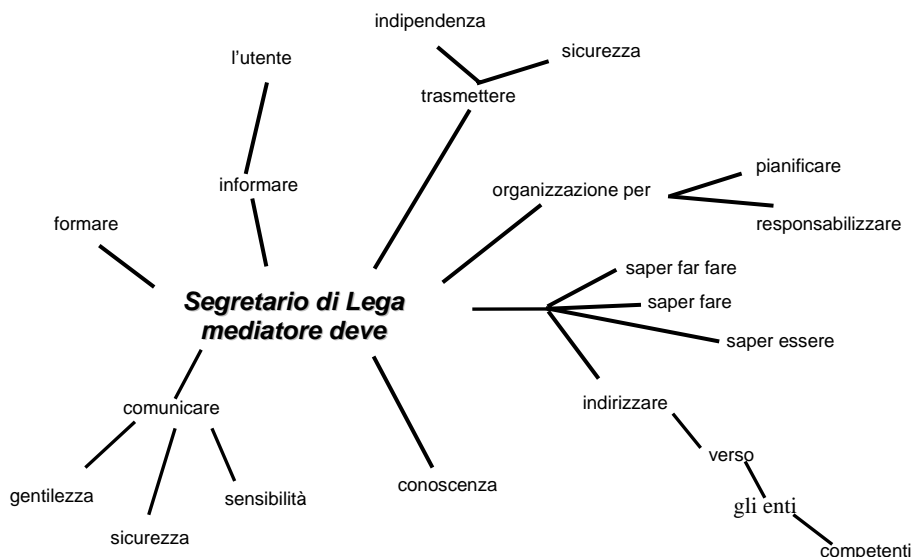 indipendenza
sicurezza
l’utente
trasmettere
pianificare
informare
organizzazione per
formare
responsabilizzare
saper far fare
Segretario di Lega
mediatore deve
saper fare
saper essere
comunicare
indirizzare
verso
gentilezza
sensibilità
conoscenza
gli enti
sicurezza
competenti